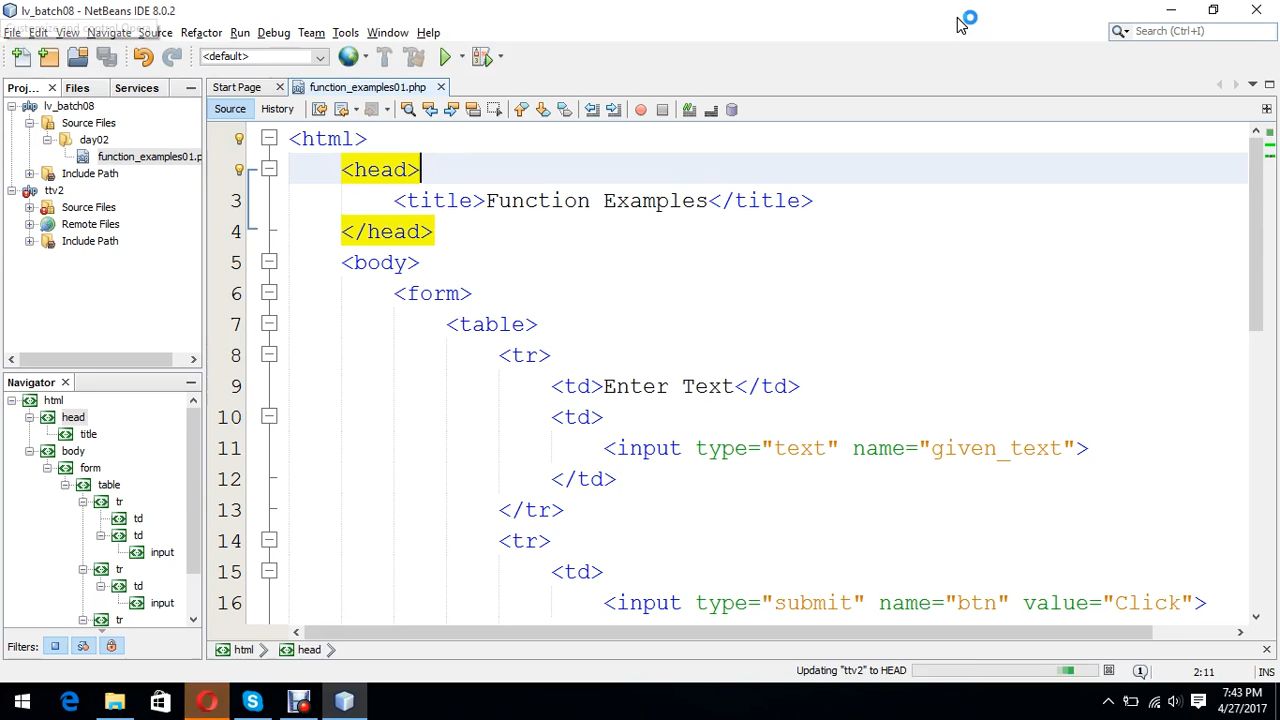 lv_batch08 - NetBeans IDE 8.0.2
Customize and control Opera
File Edit View Navigate Source Refactor Run Debug Team Tools Window Help
Search (Ctrl+I)
<default>
Proj... Files Services
Start Page function_examples01.php
lv_batch08
Source Files
day02
function_examples01.p
Include Path
ttv2
Source Files
Remote Files
Include Path
Source History
<html>
<head>
3 <title>Function Examples</title>
4 </head>
5 <body>
6 <form>
7 <table>
8 <tr>
9 <td>Enter Text</td>
10 <td>
11 <input type="text" name="given_text">
12 </td>
13 </tr>
14 <tr>
15 <td>
16 <input type="submit" name="btn" value="Click">
Navigator
html
head
title
body
form
table
tr
td
td
input
tr
td
input
tr
Filters:
html head
Updating "ttv2" to HEAD
1
2:11 INS
7:43 PM
4/27/2017